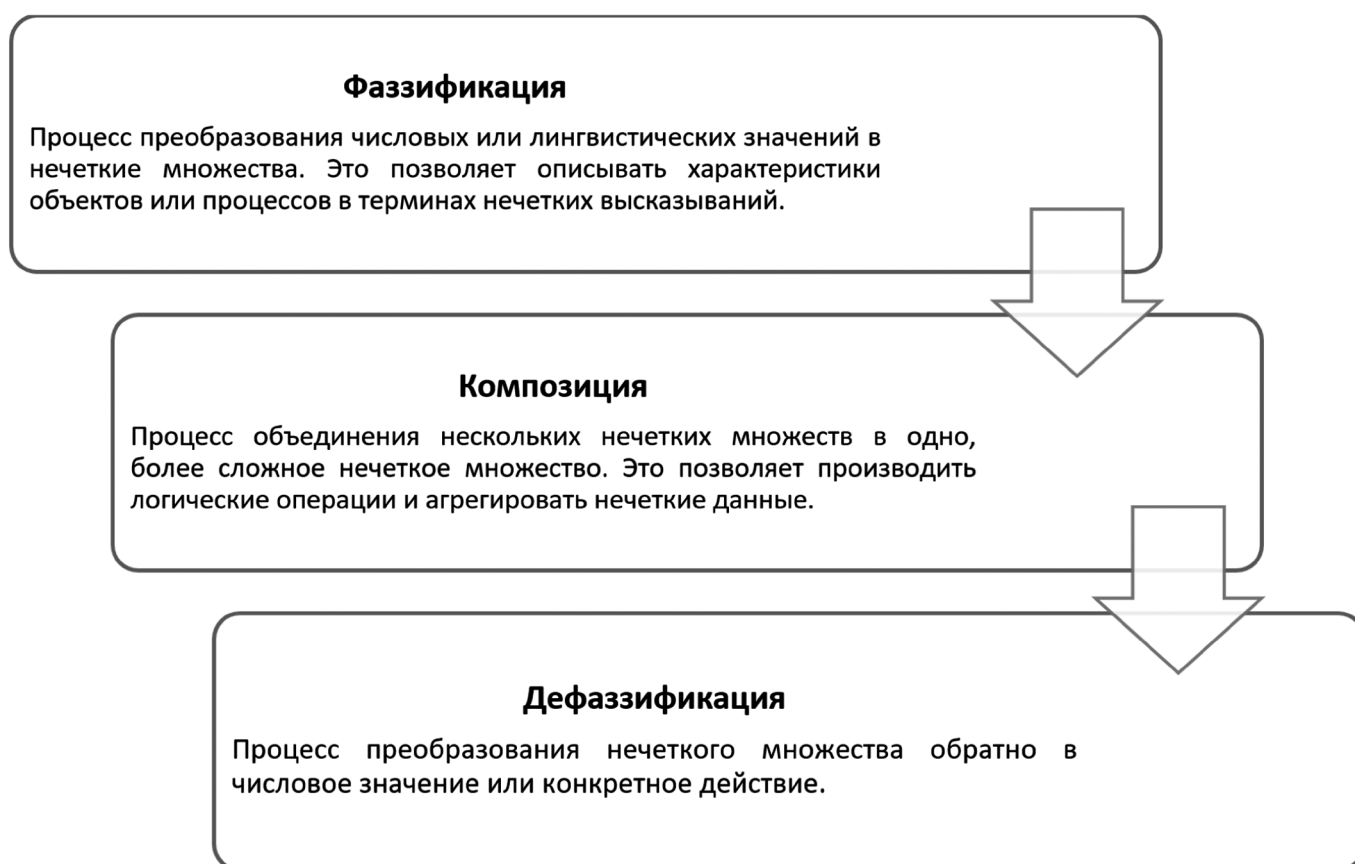 Фаззификация
Процесс преобразования числовых или лингвистических значений в
нечеткие множества. Это позволяет описывать характеристики
объектов или процессов в терминах нечетких высказываний.
Композиция
Процесс объединения нескольких нечетких множеств в одно,
более сложное нечеткое множество. Это позволяет производить
логические операции и агрегировать нечеткие данные.
Дефаззификация
Процесс преобразования нечеткого множества обратно в
числовое значение или конкретное действие.